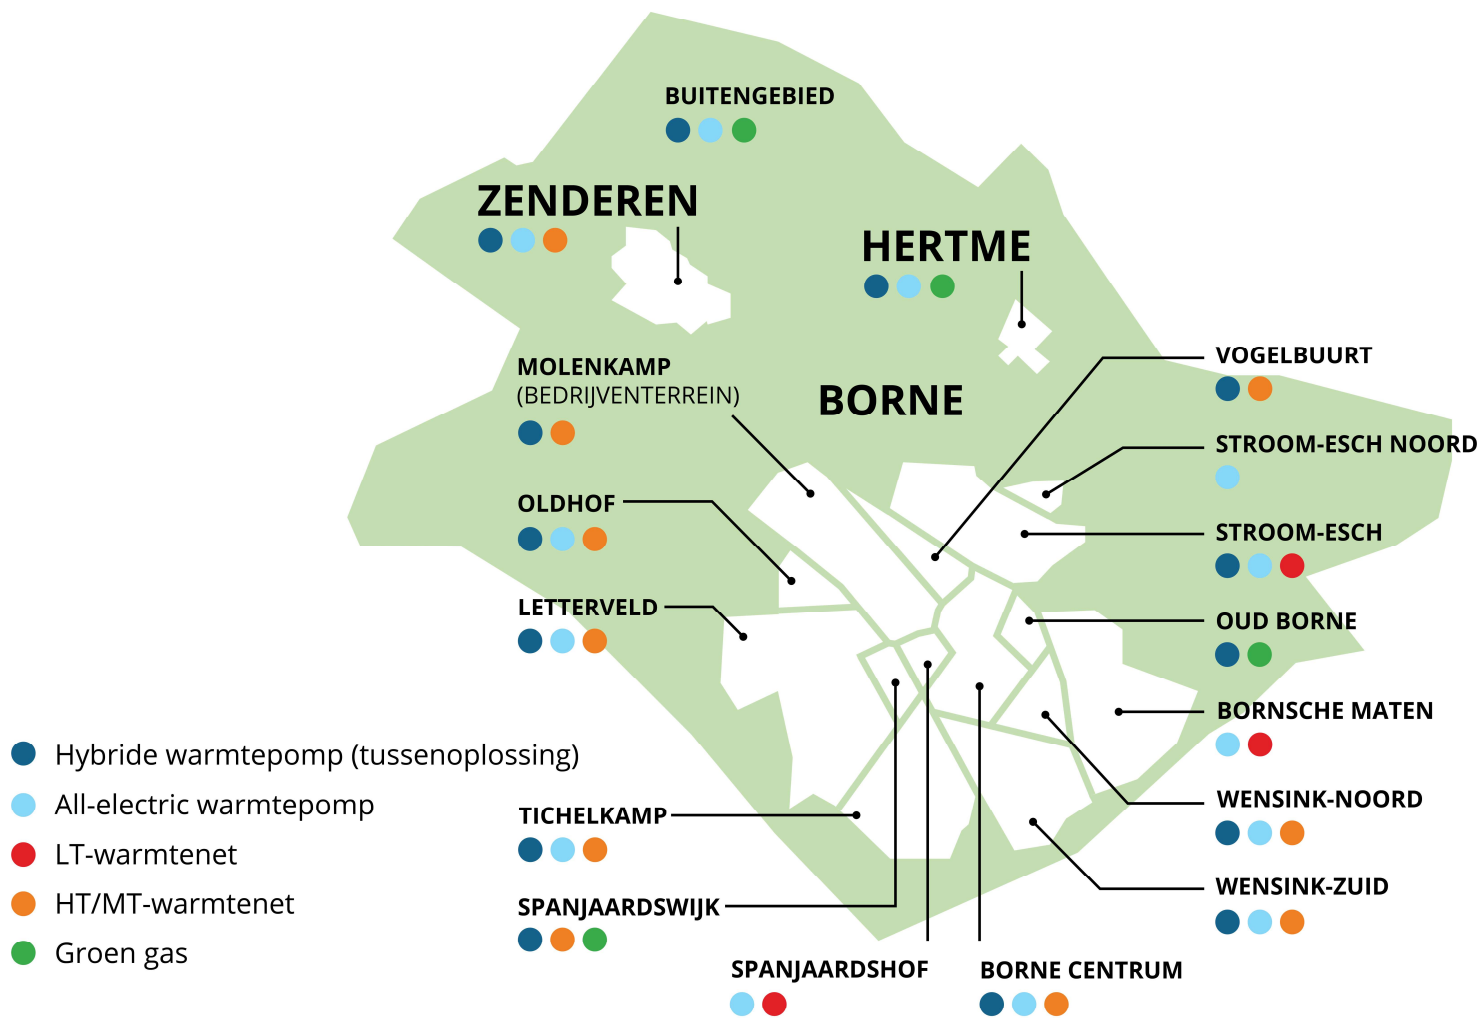 BUITENGEBIED
ZENDEREN
HERTME
BORNE
MOLENKAMP
(BEDRIJVENTERREIN)
OLDHOF
LETTERVELD
VOGELBUURT
STROOM-ESCH NOORD
STROOM-ESCH
OUD BORNE
BORNSCHE MATEN
WENSINK-NOORD
WENSINK-ZUID
TICHELKAMP
SPANJAARDSWIJK
SPANJAARDSHOF
BORNE CENTRUM
Hybride warmtepomp (tussenoplossing)
All-electric warmtepomp
LT-warmtenet
HT/MT-warmtenet
Groen gas